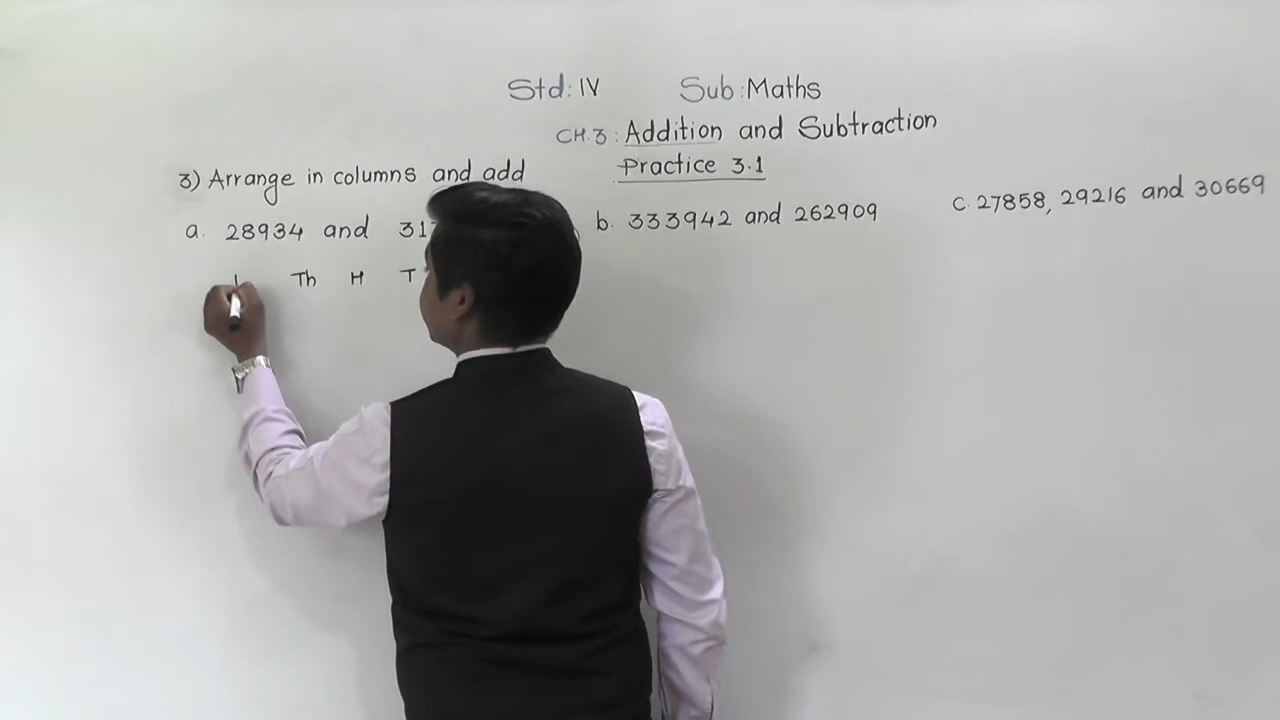 Std: IV Sub: Maths
CH.3: Addition and Subtraction
Practice 3.1
3) Arrange in columns and add
a. 28934 and
b. 333942 and 262909
c. 27858, 29216 and 30669
Th H T